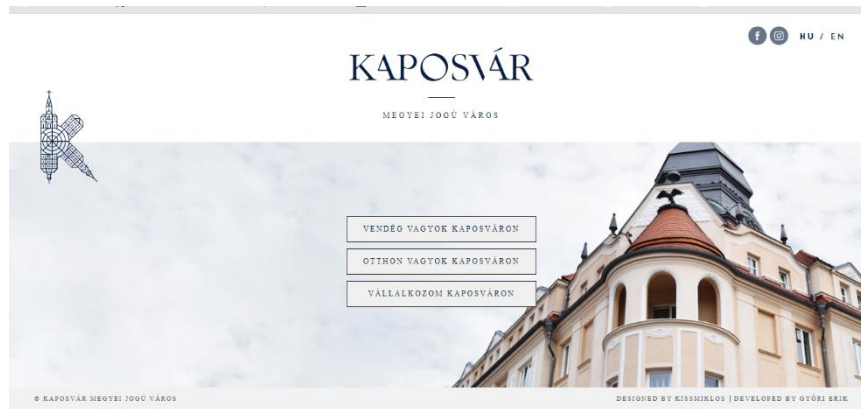 HU / EN
KAPOSVÁR
MEGYEI JOGÚ VÁROS
VENDÉG VAGYOK KAPOSVÁRON
OTTHON VAGYOK KAPOSVÁRON
VÁLLALKOZOM KAPOSVÁRON
© KAPOSVÁR MEGYEI JOGÚ VÁROS
DESIGNED BY KISSMIKLOS | DEVELOPED BY GYŐRI ERIK